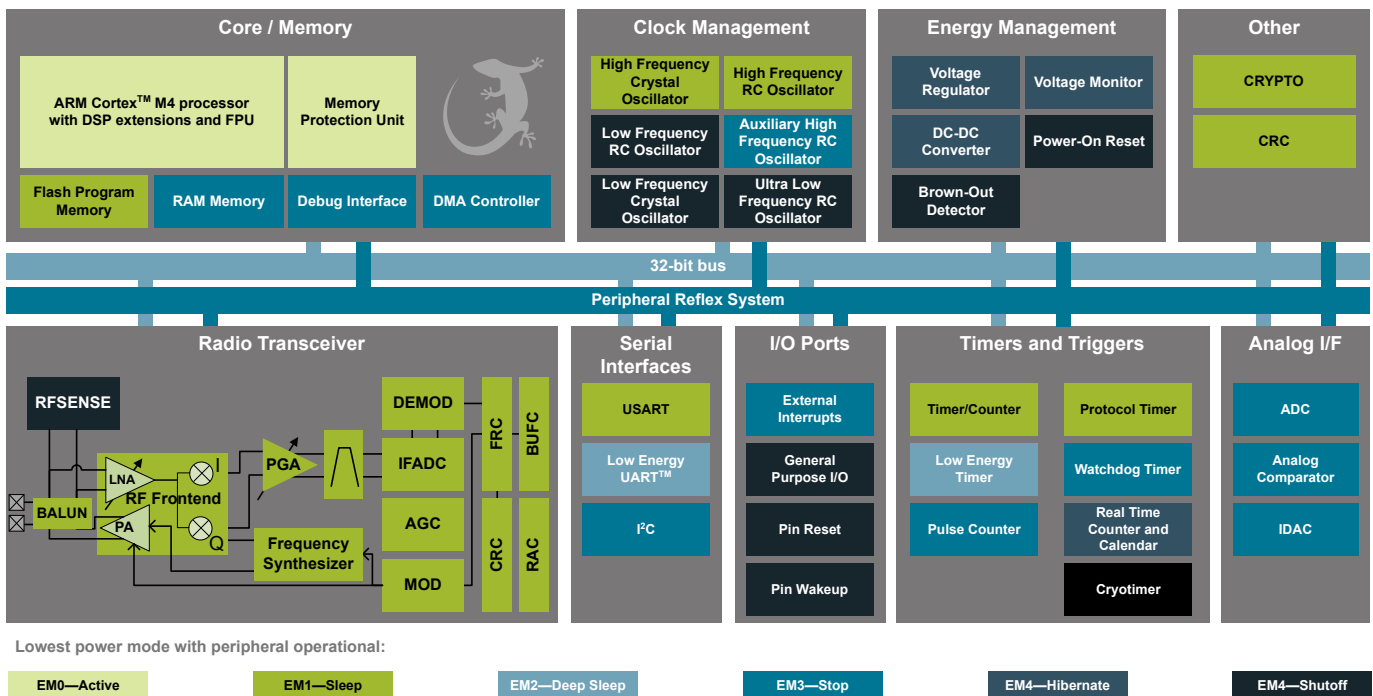 Core / Memory
ARM Cortex™ M4 processor
with DSP extensions and FPU
Memory
Protection Unit
Flash Program
Memory
RAM Memory
Debug Interface
DMA Controller
Clock Management
High Frequency
Crystal
Oscillator
High Frequency
RC Oscillator
Low Frequency
RC Oscillator
Auxiliary High
Frequency RC
Oscillator
Low Frequency
Crystal
Oscillator
Ultra Low
Frequency RC
Oscillator
Energy Management
Voltage
Regulator
Voltage Monitor
DC-DC
Converter
Power-On Reset
Brown-Out
Detector
Other
CRYPTO
CRC
32-bit bus
Peripheral Reflex System
Radio Transceiver
RFSENSE
LNA
RF Frontend
I
BALUN
PA
Q
PGA
Frequency
Synthesizer
DEMOD
IFADC
AGC
MOD
FRC
BUFC
CRC
RAC
Serial
Interfaces
USART
Low Energy
UART™
I²C
I/O Ports
External
Interrupts
General
Purpose I/O
Pin Reset
Pin Wakeup
Timers and Triggers
Timer/Counter
Protocol Timer
Low Energy
Timer
Watchdog Timer
Pulse Counter
Real Time
Counter and
Calendar
Cryotimer
Analog I/F
ADC
Analog
Comparator
IDAC
Lowest power mode with peripheral operational:
EM0—Active
EM1—Sleep
EM2—Deep Sleep
EM3—Stop
EM4—Hibernate
EM4—Shutoff